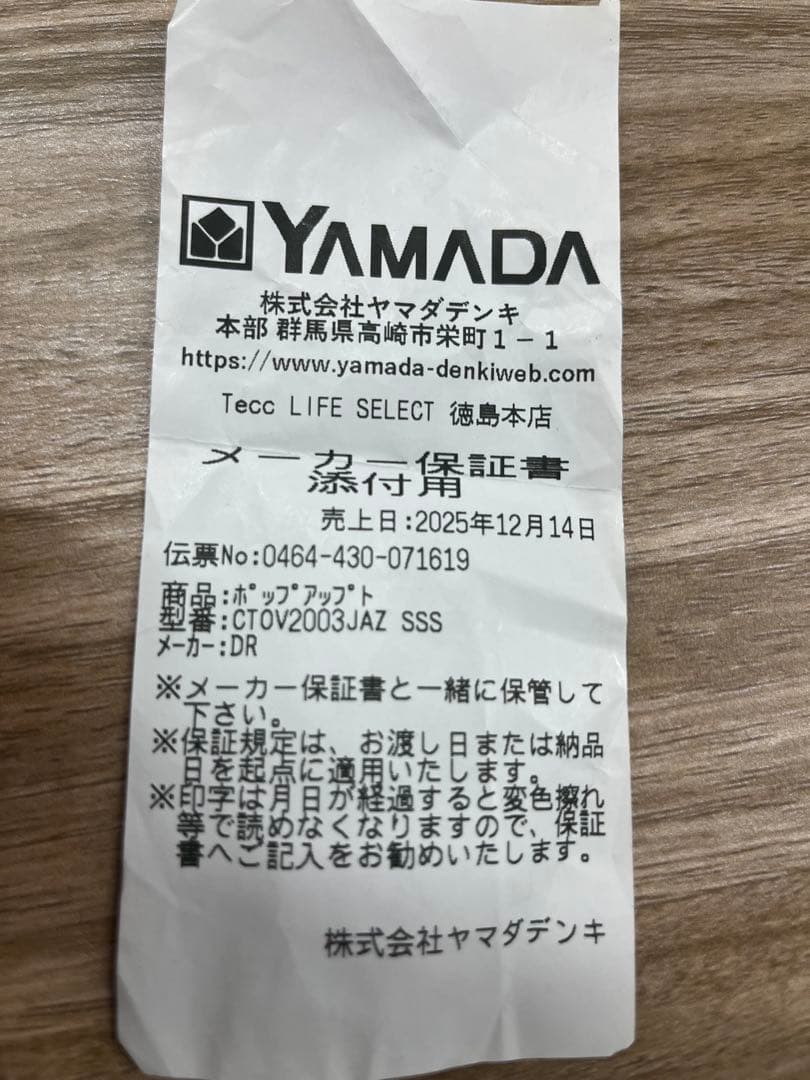 YAMADA
株式会社ヤマダデンキ
本部 群馬県高崎市栄町1-1
https://www.yamada-denkiweb.com
Tecc LIFE SELECT 徳島本店
メーカー保証書
添付用
売上日:2025年12月14日
伝票No:0464-430-071619
商品:ﾎﾟｯﾌﾟｱｯﾌﾟﾄ
型番:CTOV2003JAZ SSS
ﾒｰｶｰ:DR
※メーカー保証書と一緒に保管して
下さい。
※保証規定は、お渡し日または納品
日を起点に適用いたします。
※印字は月日が経過すると変色擦れ
等で読めなくなりますので、保証
書へご記入をお勧めいたします。
株式会社ヤマダデンキ